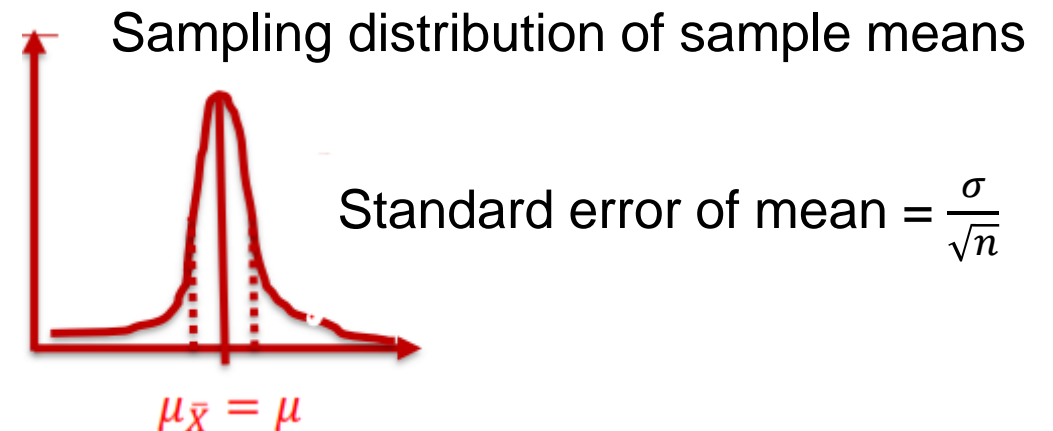 Sampling distribution of sample means
Standard error of mean = σ/√n
μ_X̄ = μ